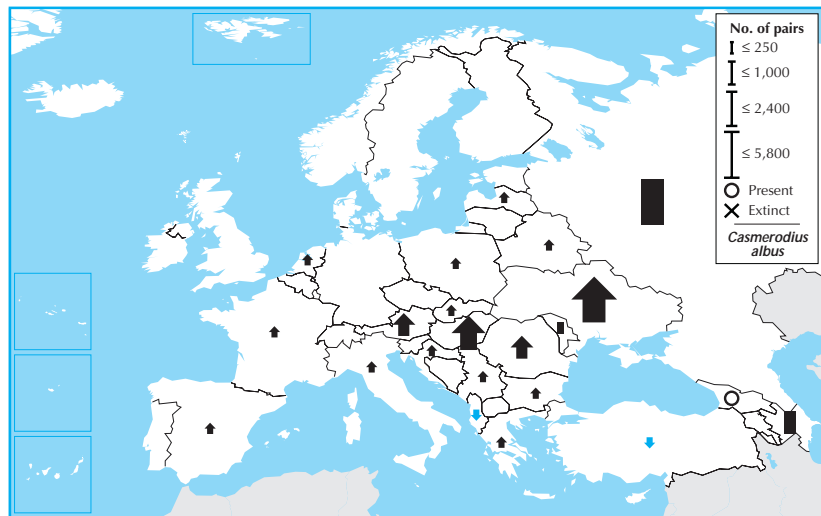 No. of pairs
≤ 250
≤ 1,000
≤ 2,400
≤ 5,800
Present
Extinct
Casmerodius
albus